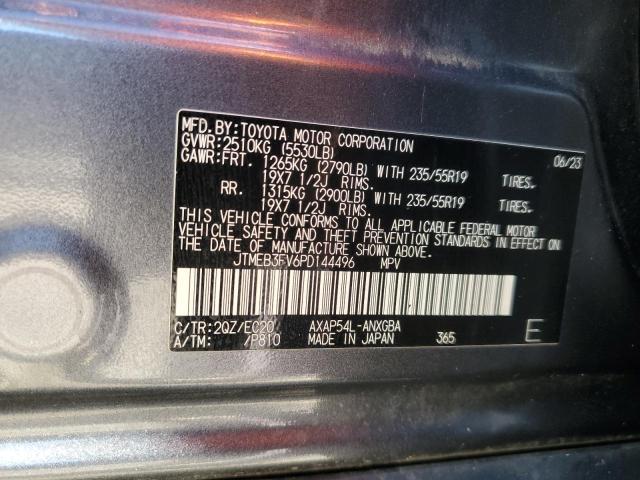 MFD.BY:TOYOTA MOTOR CORPORATION 06/23
GVWR:2510KG (5530LB)
GAWR:FRT. 1265KG (2790LB) WITH 235/55R19 TIRES.
19X7 1/2J RIMS.
RR. 1315KG (2900LB) WITH 235/55R19 TIRES.
19X7 1/2J RIMS.
THIS VEHICLE CONFORMS TO ALL APPLICABLE FEDERAL MOTOR
VEHICLE SAFETY AND THEFT PREVENTION STANDARDS IN EFFECT ON
THE DATE OF MANUFACTURE SHOWN ABOVE.
JTMEB3FV6PD144496 MPV
C/TR:2QZ/EC20 AXAP54L-ANXGBA E
A/TM: /P810 MADE IN JAPAN 365